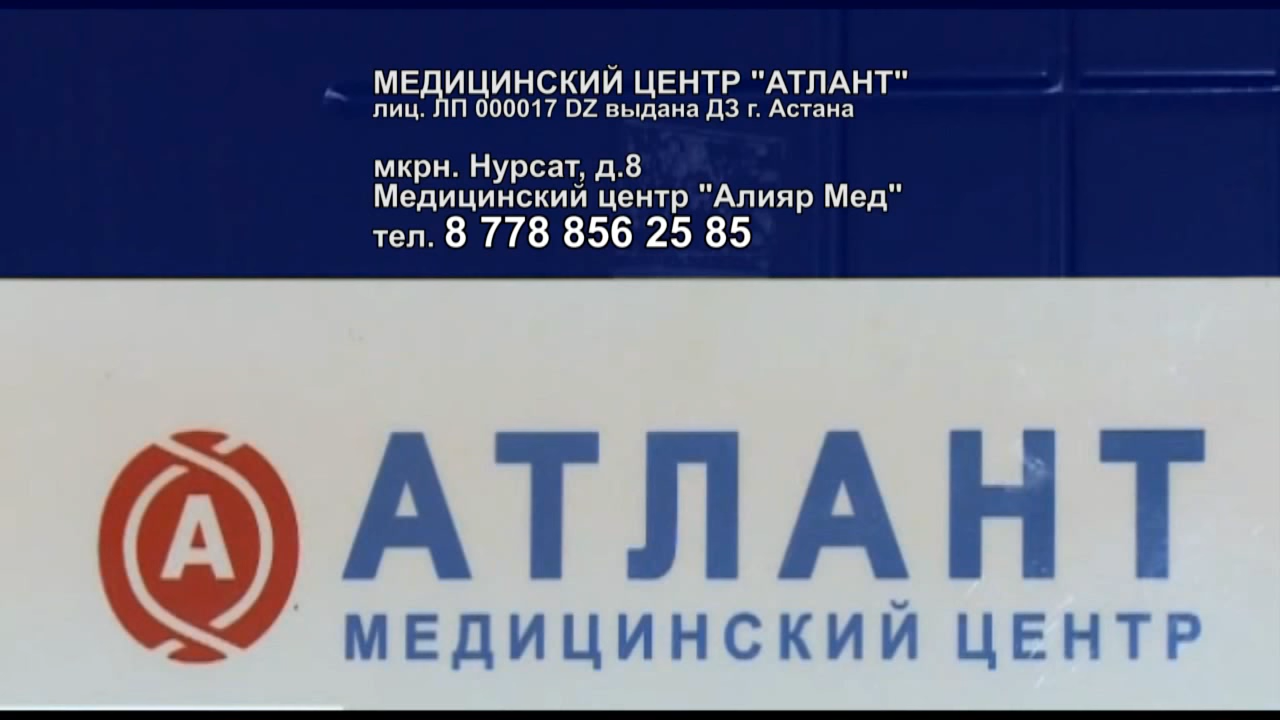 МЕДИЦИНСКИЙ ЦЕНТР "АТЛАНТ"
лиц. ЛП 000017 DZ выдана ДЗ г. Астана
мкрн. Нурсат, д.8
Медицинский центр "Алияр Мед"
тел. 8 778 856 25 85
А
АТЛАНТ
МЕДИЦИНСКИЙ ЦЕНТР